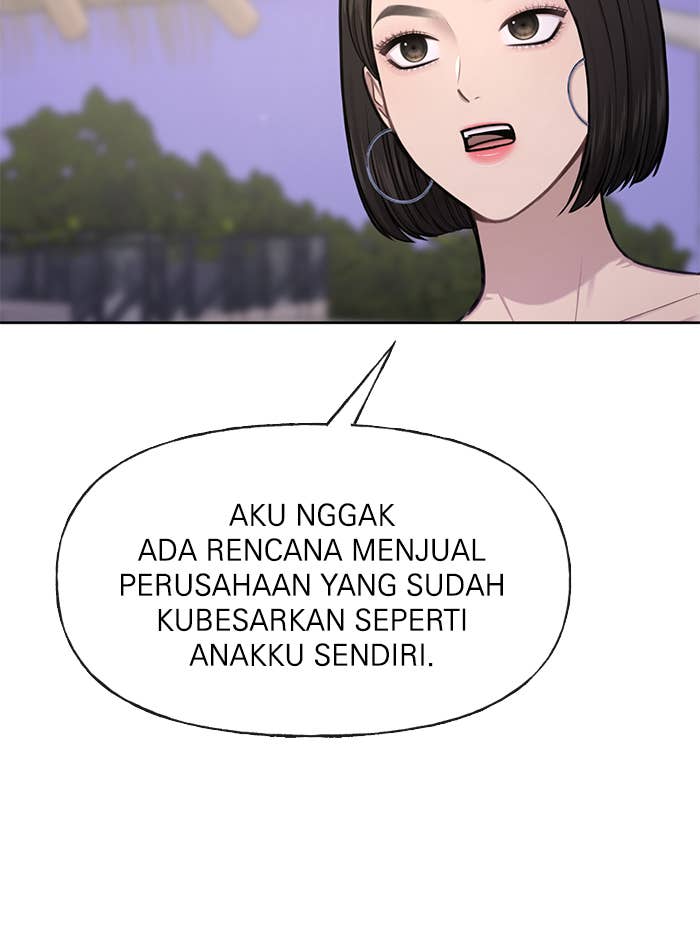 AKU NGGAK
ADA RENCANA MENJUAL
PERUSAHAAN YANG SUDAH
KUBESARKAN SEPERTI
ANAKKU SENDIRI.